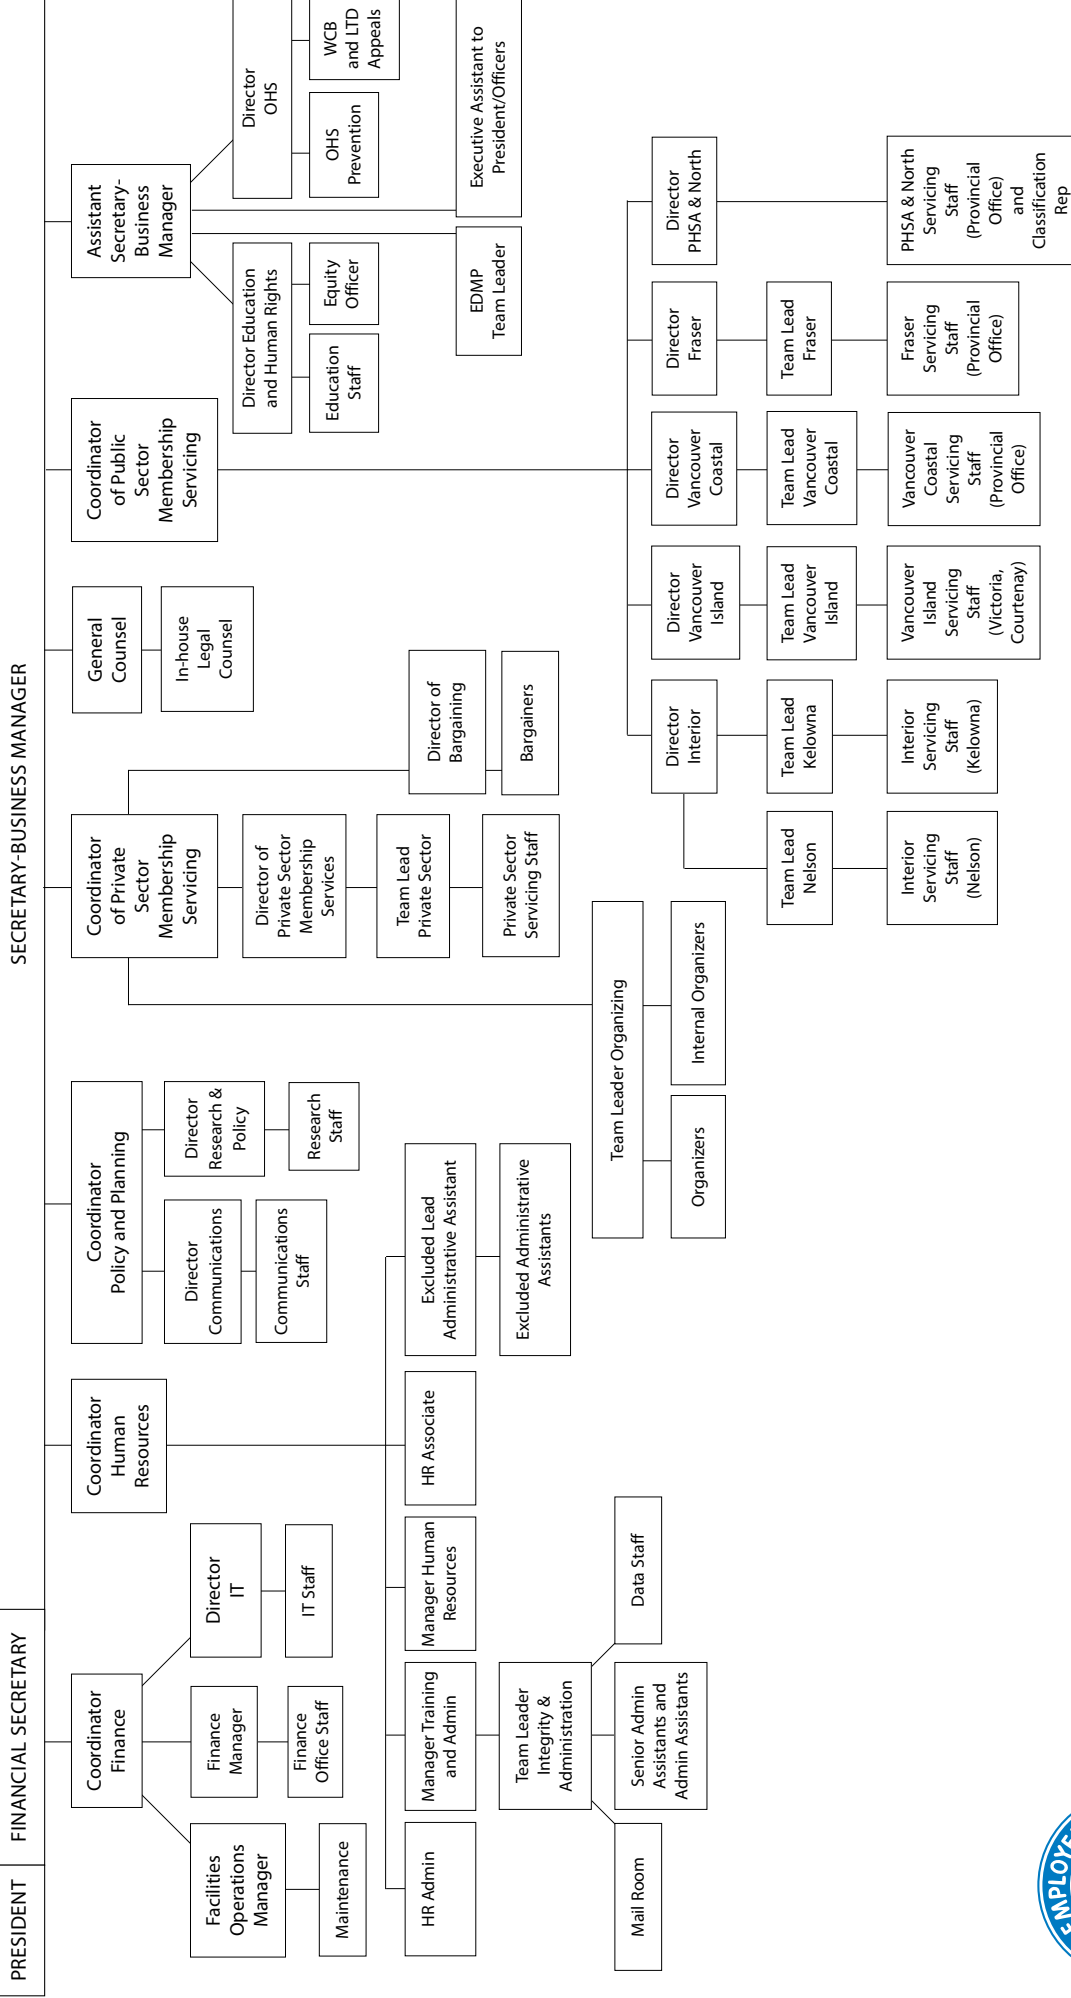 PRESIDENT
FINANCIAL SECRETARY
SECRETARY-BUSINESS MANAGER
Coordinator
Finance
Coordinator
Human
Resources
Coordinator
Policy and Planning
Coordinator
of Private
Sector
Membership
Servicing
General
Counsel
Coordinator
of Public
Sector
Membership
Servicing
Assistant
Secretary-
Business
Manager
Facilities
Operations
Manager
Finance
Manager
Director
IT
Maintenance
Finance
Office Staff
IT Staff
Director
Communications
Director
Research &
Policy
Communications
Staff
Research
Staff
Director of
Private Sector
Membership
Services
Team Lead
Private Sector
Private Sector
Servicing Staff
Director of
Bargaining
Bargainers
In-house
Legal
Counsel
Director Education
and Human Rights
Director
OHS
Education
Staff
Equity
Officer
OHS
Prevention
WCB
and LTD
Appeals
EDMP
Team Leader
Executive Assistant to
President/Officers
HR Admin
Manager Training
and Admin
Manager Human
Resources
HR Associate
Excluded Lead
Administrative Assistant
Team Leader
Integrity &
Administration
Excluded Administrative
Assistants
Mail Room
Senior Admin
Assistants and
Admin Assistants
Data Staff
Team Leader Organizing
Organizers
Internal Organizers
Director
Interior
Director
Vancouver
Island
Director
Vancouver
Coastal
Director
Fraser
Director
PHSA & North
Team Lead
Nelson
Team Lead
Kelowna
Team Lead
Vancouver
Island
Team Lead
Vancouver
Coastal
Team Lead
Fraser
Interior
Servicing
Staff
(Nelson)
Interior
Servicing
Staff
(Kelowna)
Vancouver
Island
Servicing
Staff
(Victoria,
Courtenay)
Vancouver
Coastal
Servicing
Staff
(Provincial
Office)
Fraser
Servicing
Staff
(Provincial
Office)
PHSA & North
Servicing
Staff
(Provincial
Office)
and
Classification
Rep